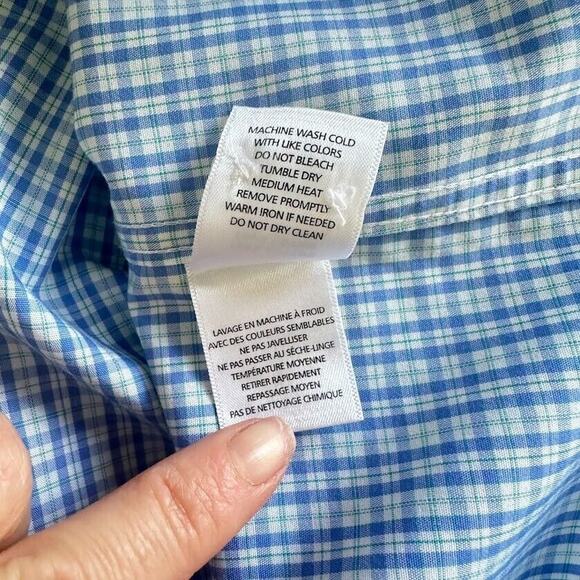 MACHINE WASH COLD
WITH LIKE COLORS
DO NOT BLEACH
TUMBLE DRY
MEDIUM HEAT
REMOVE PROMPTLY
WARM IRON IF NEEDED
DO NOT DRY CLEAN
LAVAGE EN MACHINE À FROID
AVEC DES COULEURS SEMBLABLES
NE PAS JAVELLISER
NE PAS PASSER AU SÈCHE-LINGE
TEMPÉRATURE MOYENNE
RETIRER RAPIDEMENT
REPASSAGE MOYEN
PAS DE NETTOYAGE CHIMIQUE